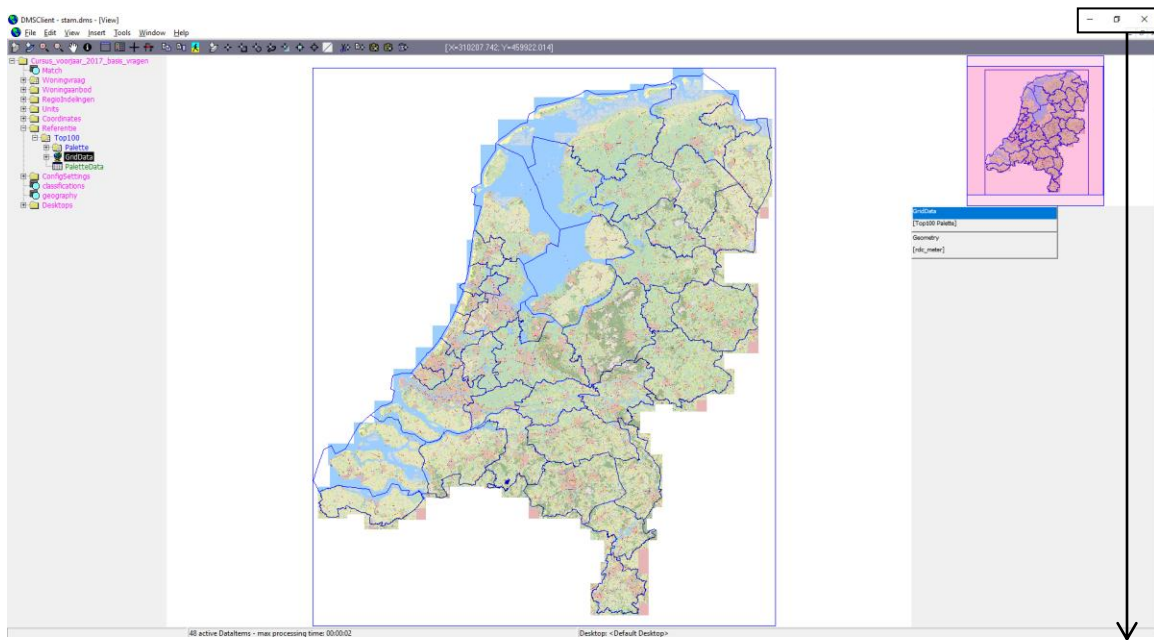 DMSClient - stam.dms - [View]
File Edit View Insert Tools Window Help
[X=310287.742; Y=459922.014]
Cursus_voorjaar_2017_basis_vragen
Match
Woningvraag
Woningaanbod
RegioIndelingen
Units
Coordinates
Referentie
Top100
Palette
GridData
PaletteData
ConfigSettings
classifications
geography
Desktops
GridData
[Top100 Palette]
Geometry
[rdc_meter]
48 active DataItems - max processing time: 00:00:02
Desktop: <Default Desktop>